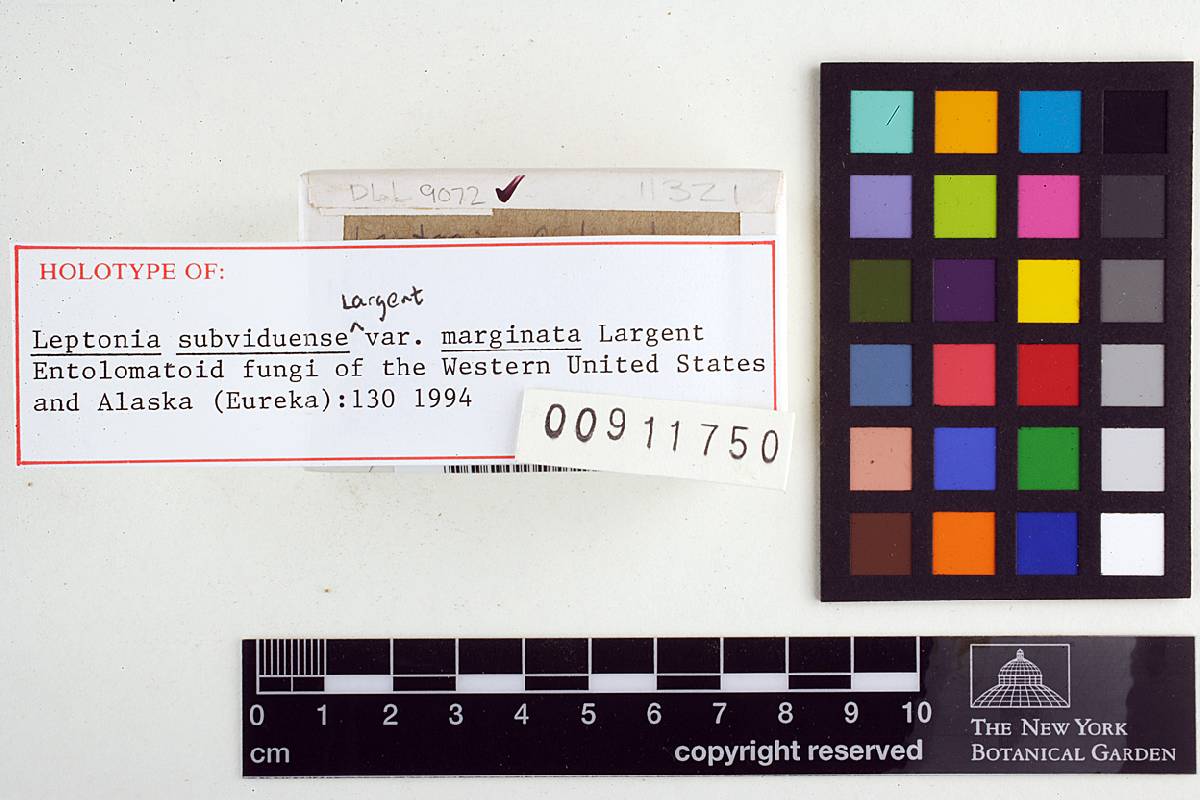 DLL 9072 ✓ 11321
HOLOTYPE OF:
Largent
Leptonia subviduense^var. marginata Largent
Entolomatoid fungi of the Western United States
and Alaska (Eureka):130 1994
00911750
0 1 2 3 4 5 6 7 8 9 10
cm
copyright reserved
THE NEW YORK
BOTANICAL GARDEN